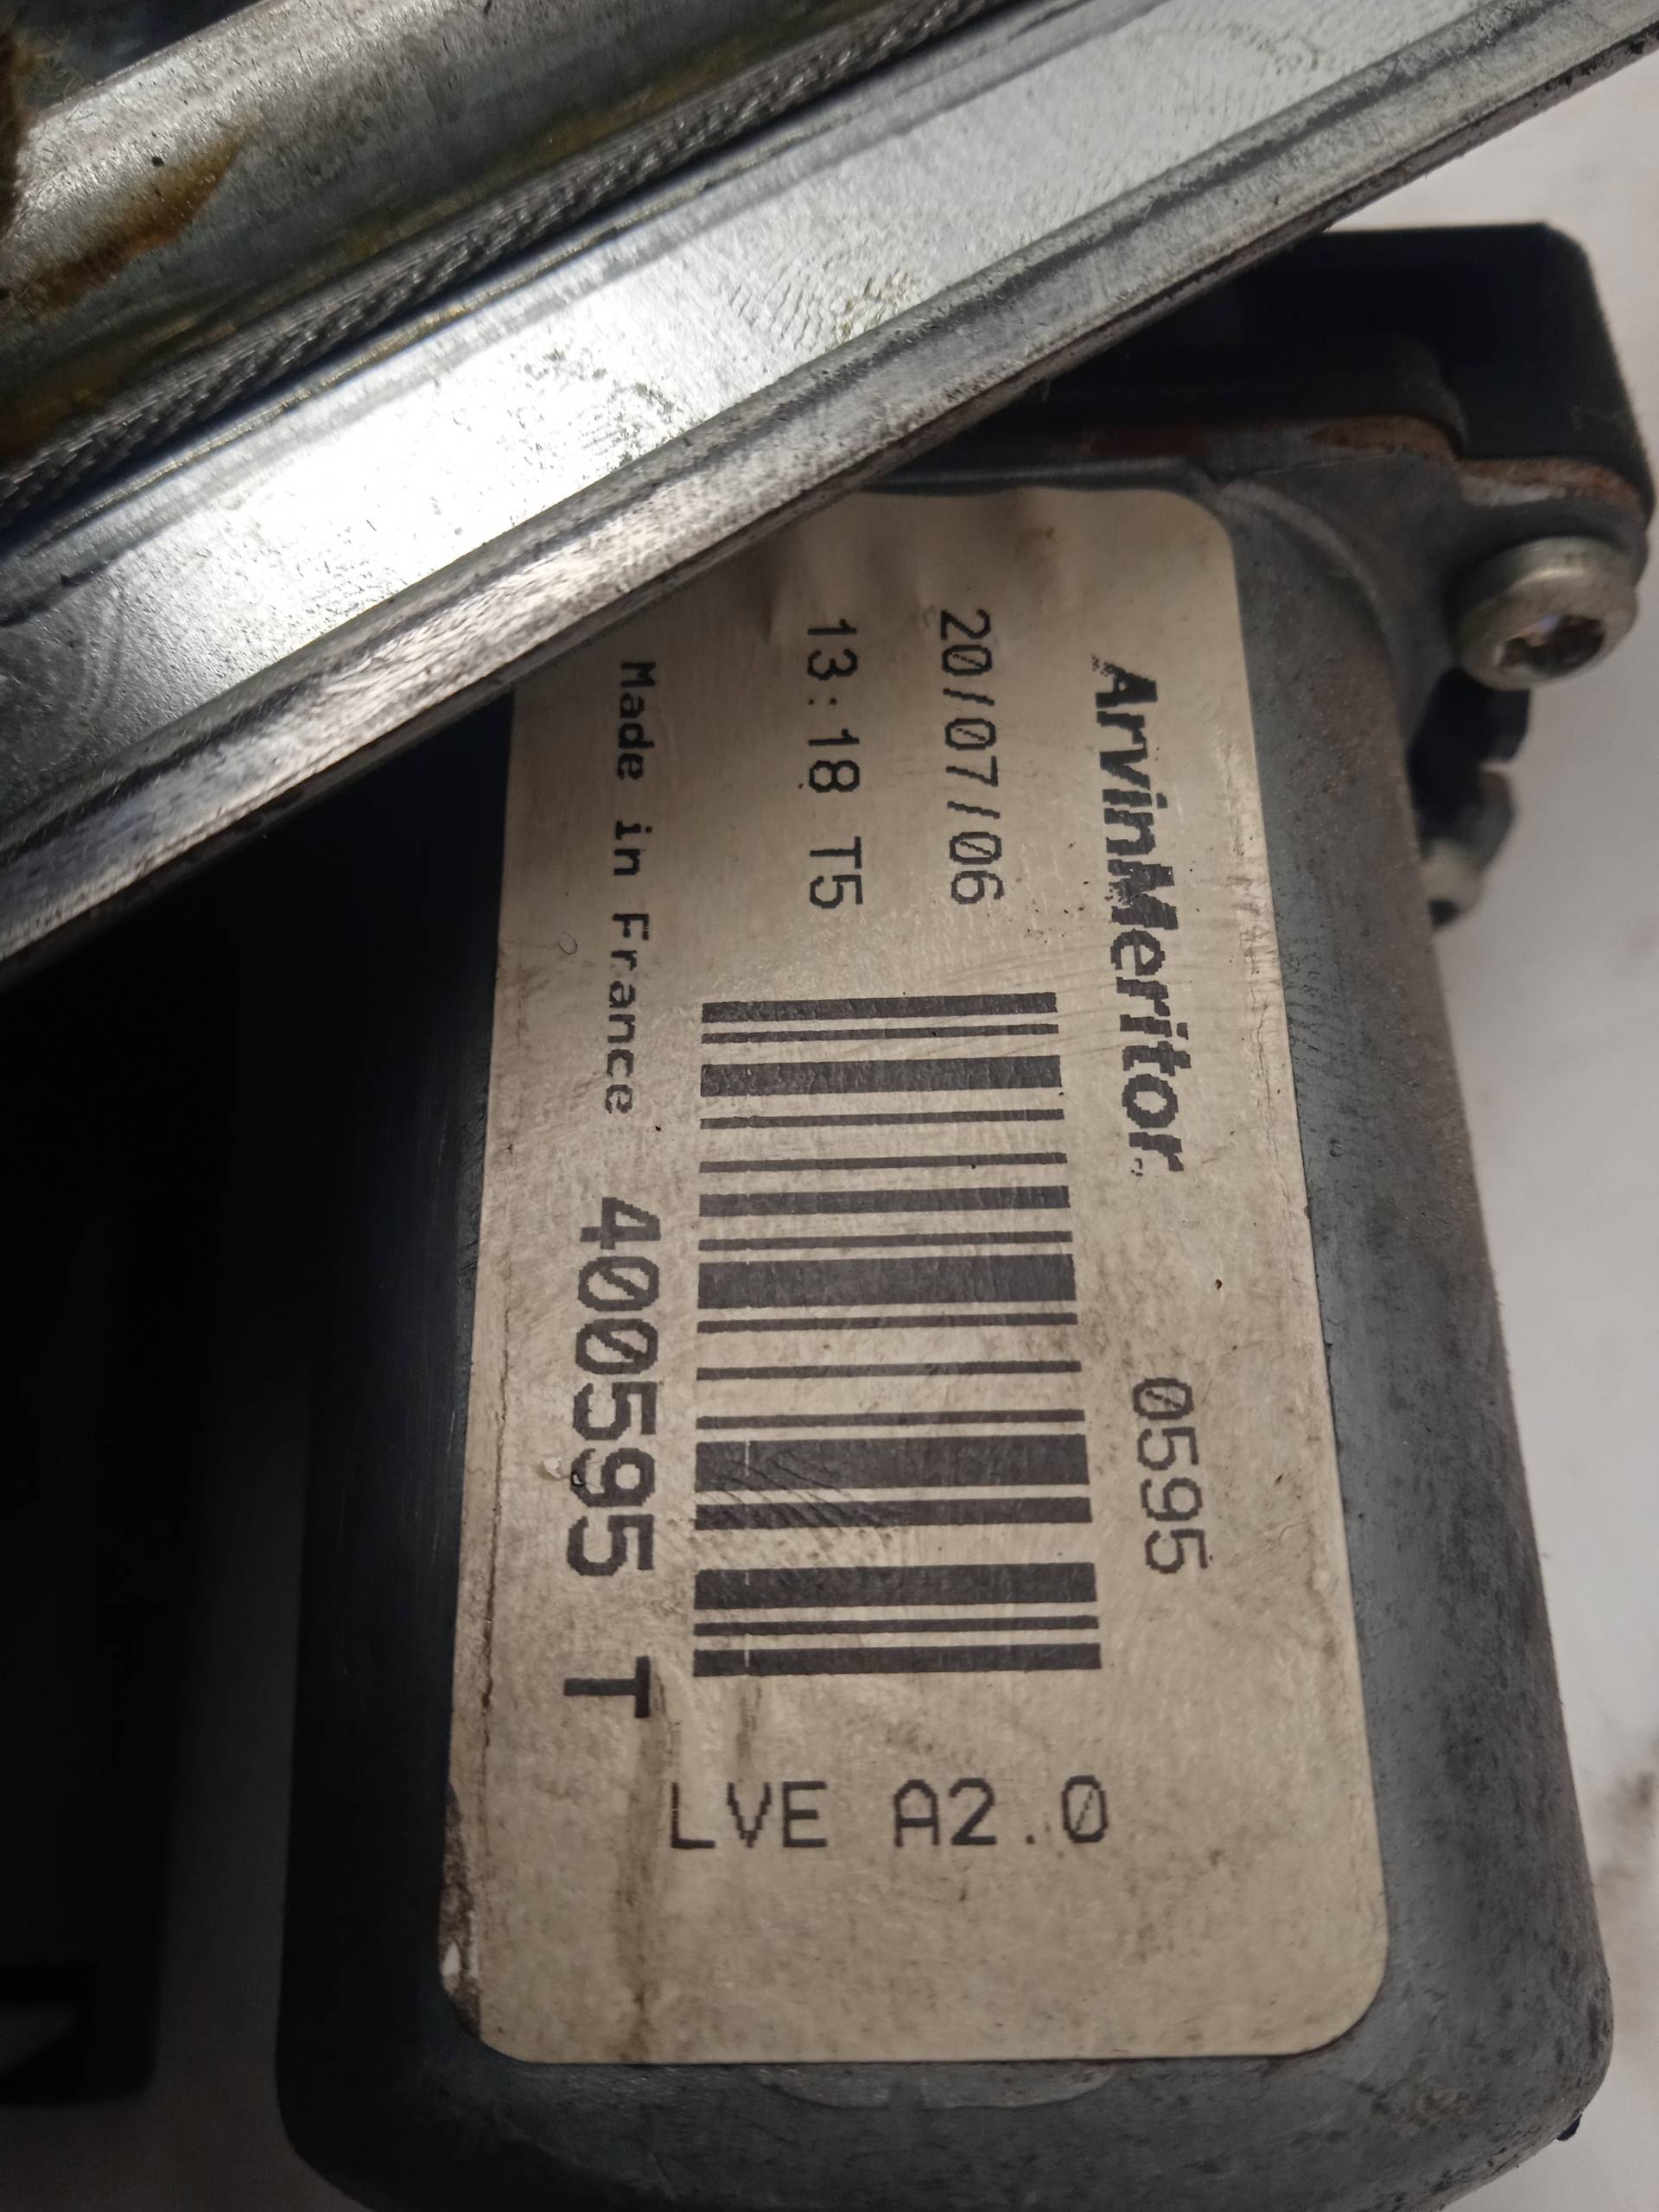 ArvinMeritor 0595
20/07/06
13:18 T5
Made in France 400595 T
LVE A2.0